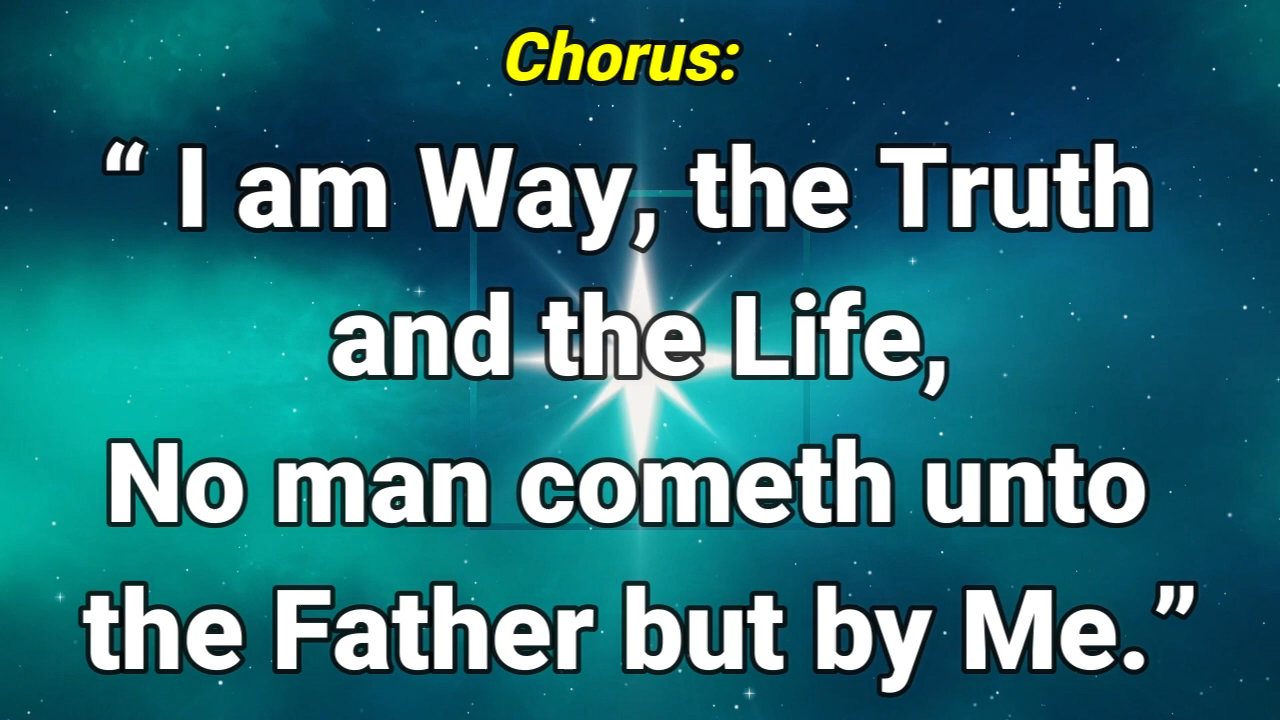 Chorus:
“ I am Way, the Truth
and the Life,
No man cometh unto
the Father but by Me.”